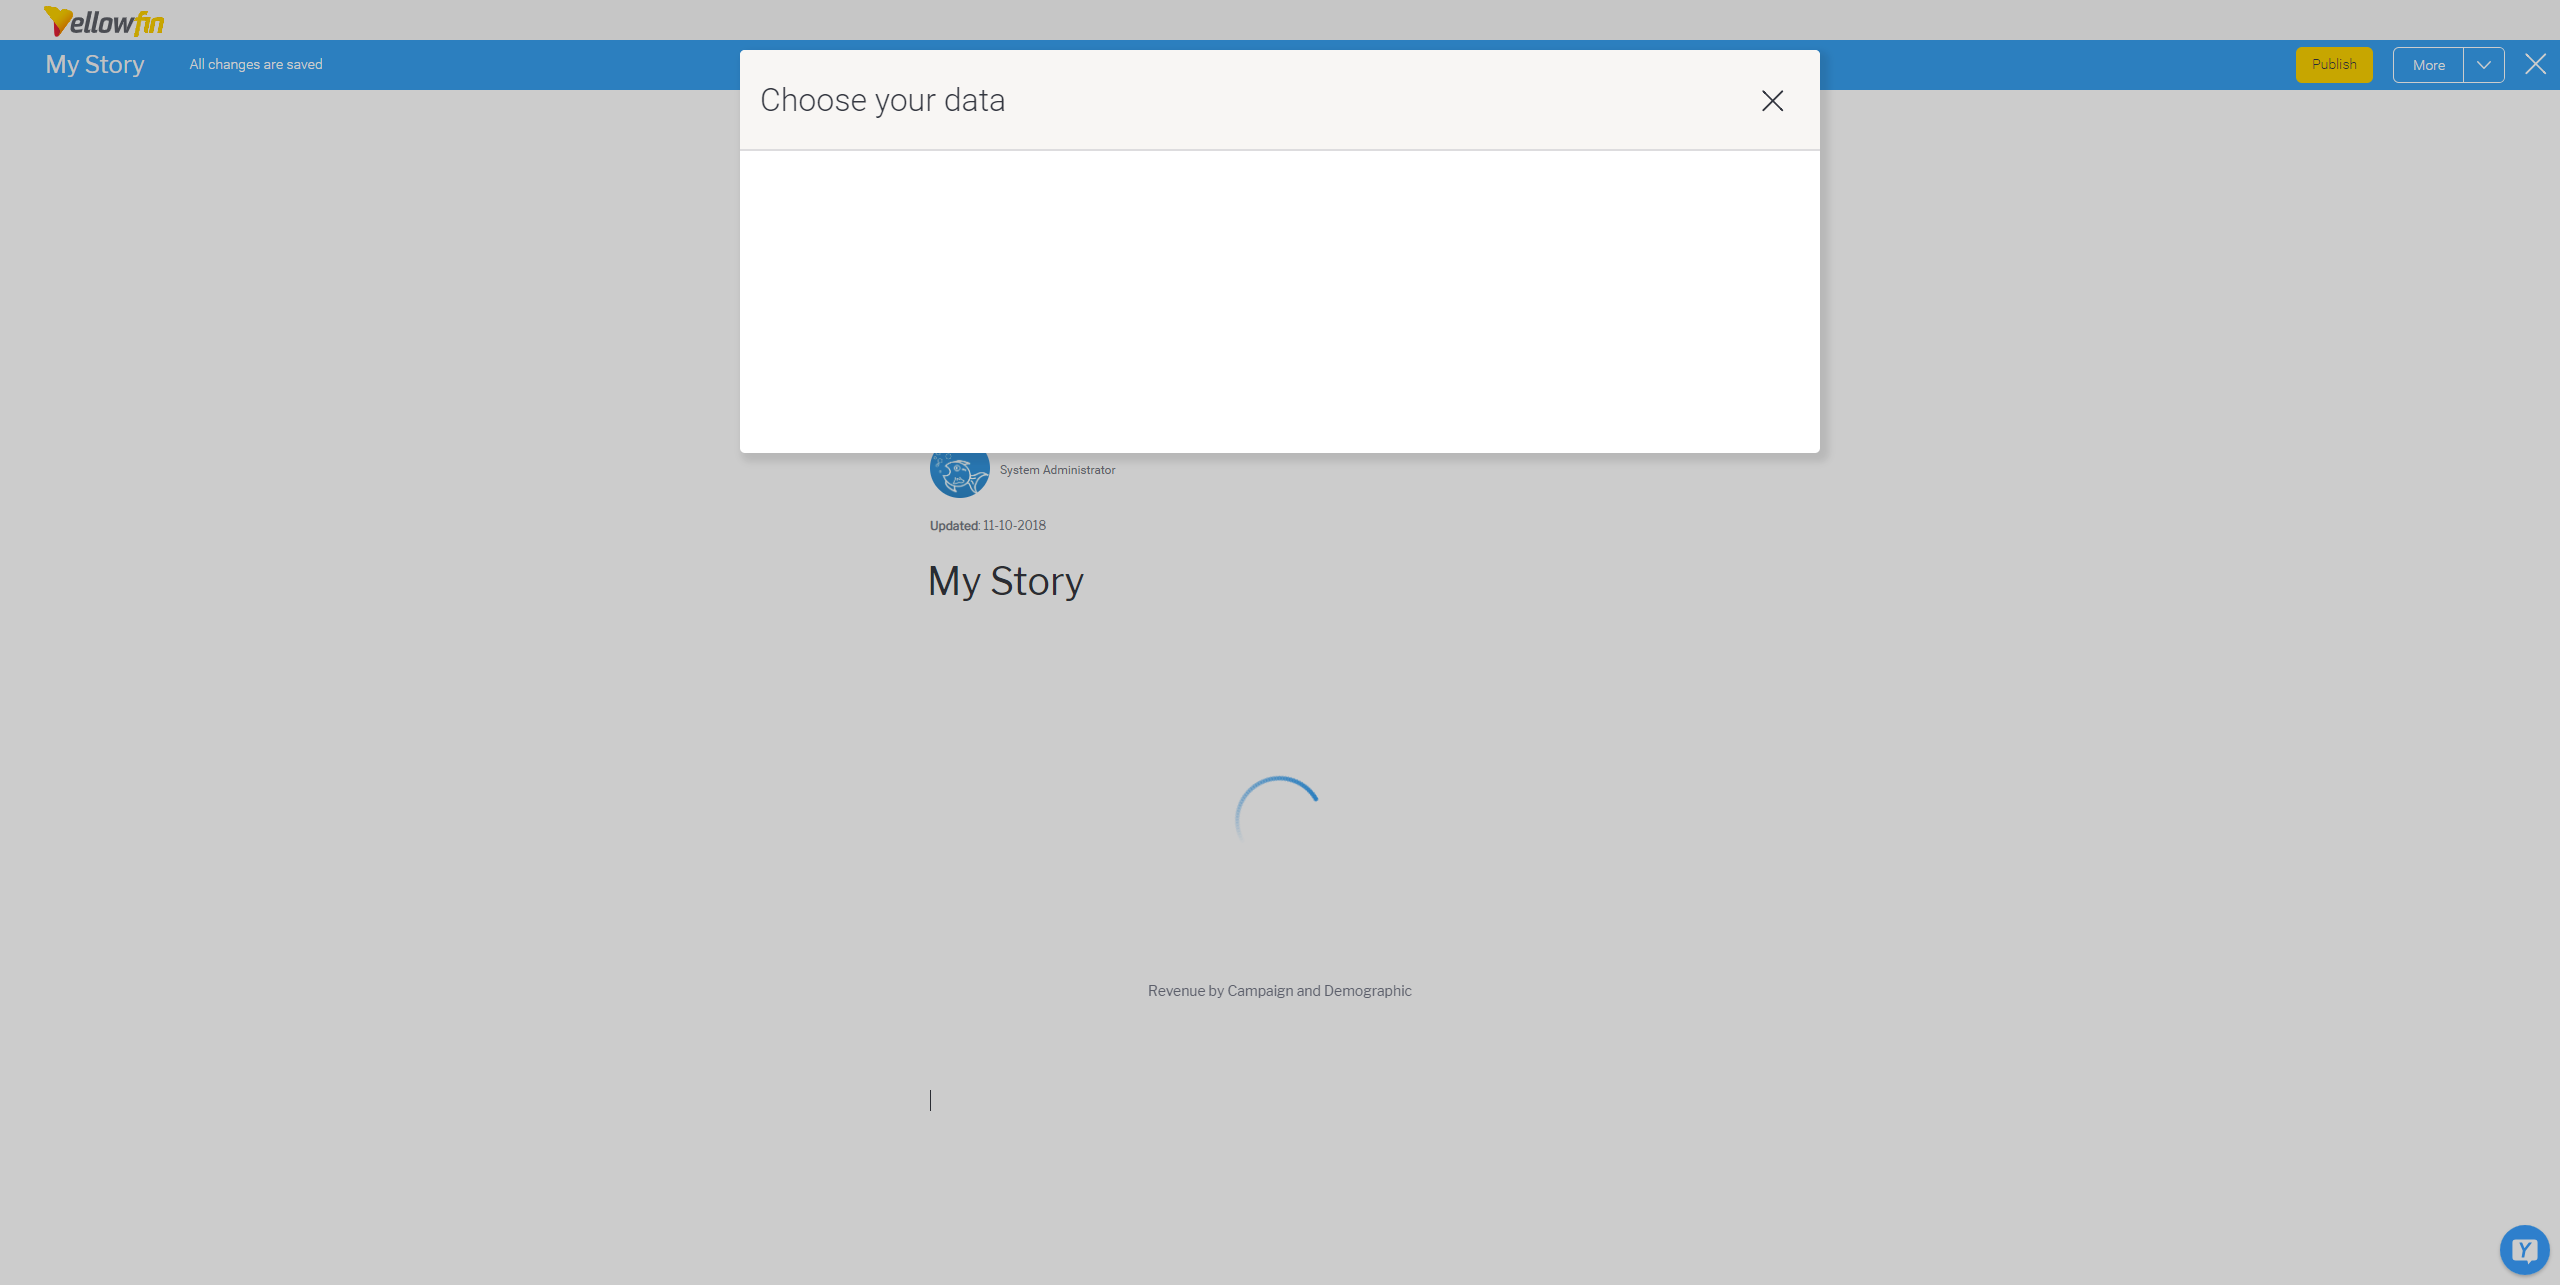 Yellowfin
My Story
All changes are saved
Publish
More
Choose your data
System Administrator
Updated: 11-10-2018
My Story
Revenue by Campaign and Demographic
Y